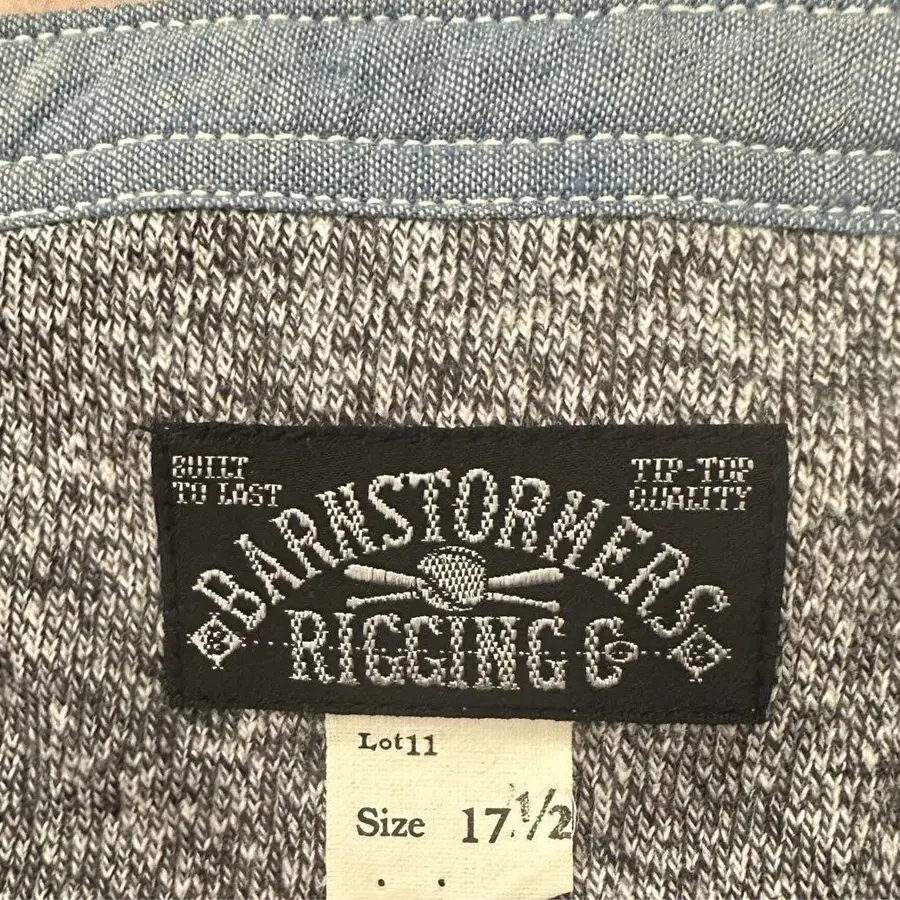 BUILT
TO LAST
TIP-TOP
QUALITY
BARNSTORMERS
RIGGING Co
Lot 11
Size 17 1/2